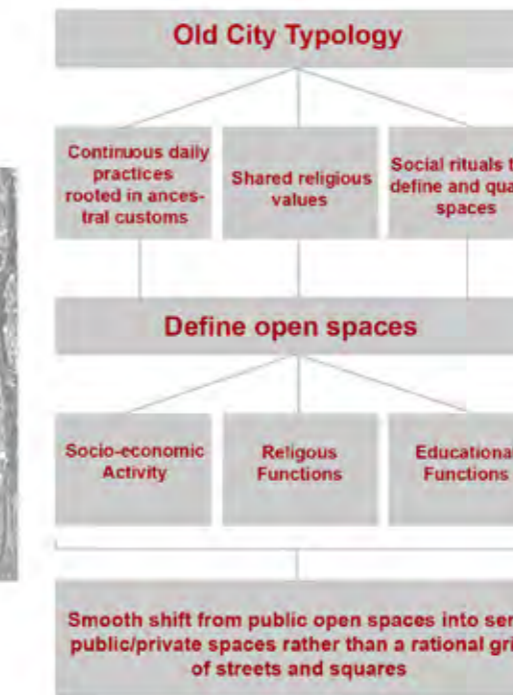 Old City Typology
Continuous daily
practices
rooted in ances-
tral customs
Shared religious
values
Social rituals t
define and qua
spaces
Define open spaces
Socio-economic
Activity
Religous
Functions
Educational
Functions
Smooth shift from public open spaces into se
public/private spaces rather than a rational gri
of streets and squares